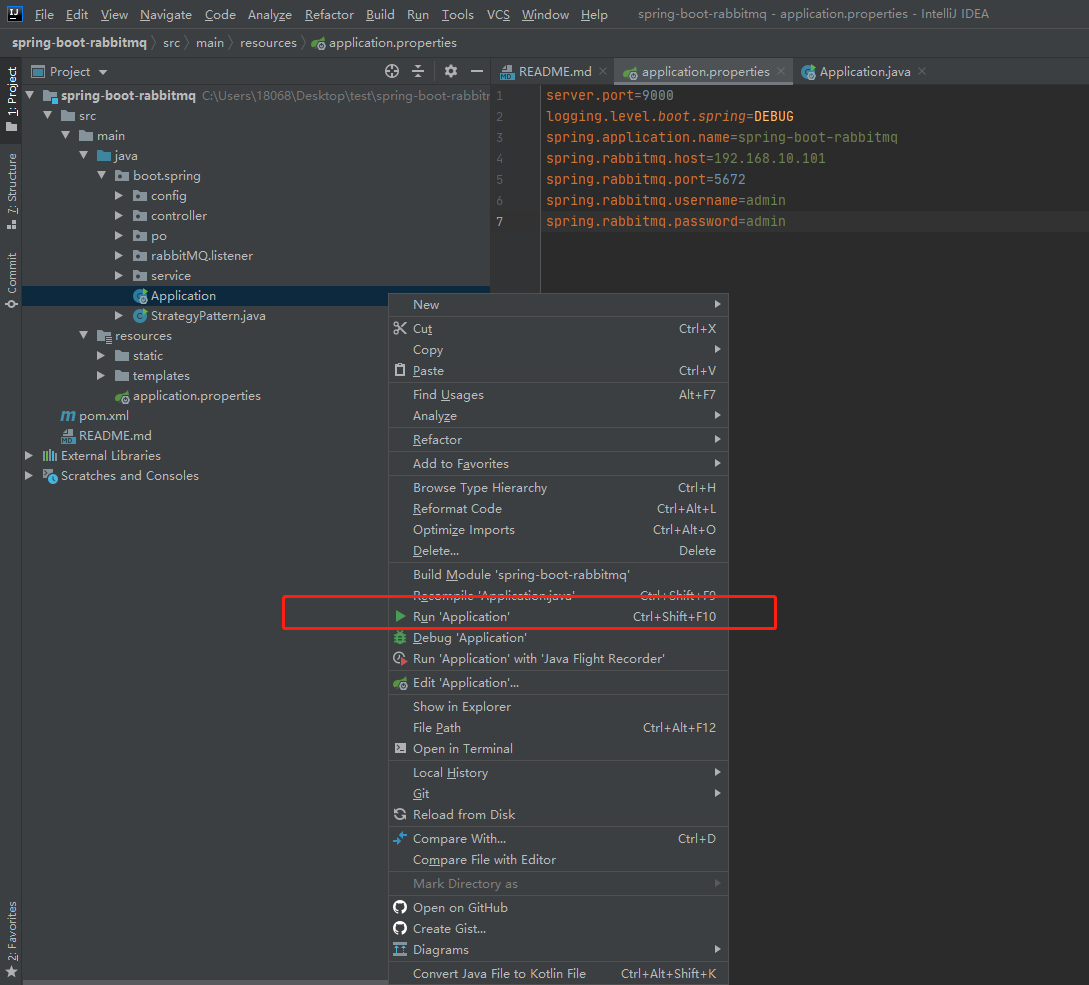 IJ File Edit View Navigate Code Analyze Refactor Build Run Tools VCS Window Help spring-boot-rabbitmq - application.properties - IntelliJ IDEA
spring-boot-rabbitmq src main resources application.properties
Project
README.md application.properties Application.java
1: Project
7: Structure
Commit
2: Favorites
spring-boot-rabbitmq C:\Users\18068\Desktop\test\spring-boot-rabbitm
src
main
java
boot.spring
config
controller
po
rabbitMQ.listener
service
Application
StrategyPattern.java
resources
static
templates
application.properties
pom.xml
README.md
External Libraries
Scratches and Consoles
1 server.port=9000
2 logging.level.boot.spring=DEBUG
3 spring.application.name=spring-boot-rabbitmq
4 spring.rabbitmq.host=192.168.10.101
5 spring.rabbitmq.port=5672
6 spring.rabbitmq.username=admin
7 spring.rabbitmq.password=admin
New
Cut Ctrl+X
Copy
Paste Ctrl+V
Find Usages Alt+F7
Analyze
Refactor
Add to Favorites
Browse Type Hierarchy Ctrl+H
Reformat Code Ctrl+Alt+L
Optimize Imports Ctrl+Alt+O
Delete... Delete
Build Module 'spring-boot-rabbitmq'
Recompile 'Application.java' Ctrl+Shift+F9
Run 'Application' Ctrl+Shift+F10
Debug 'Application'
Run 'Application' with 'Java Flight Recorder'
Edit 'Application'...
Show in Explorer
File Path Ctrl+Alt+F12
Open in Terminal
Local History
Git
Reload from Disk
Compare With... Ctrl+D
Compare File with Editor
Mark Directory as
Open on GitHub
Create Gist...
Diagrams
Convert Java File to Kotlin File Ctrl+Alt+Shift+K